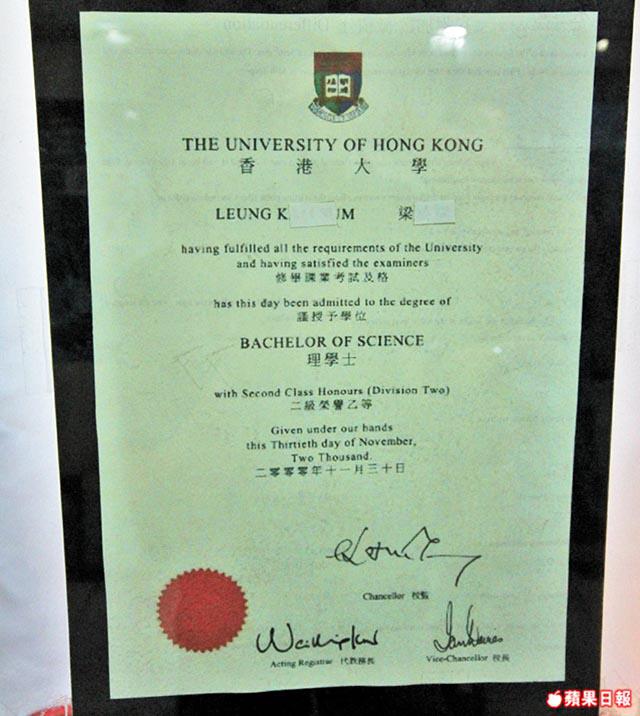 THE UNIVERSITY OF HONG KONG
香港大學
LEUNG K UM 梁
having fulfilled all the requirements of the University
and having satisfied the examiners
修畢課業考試及格
has this day been admitted to the degree of
謹授予學位
BACHELOR OF SCIENCE
理學士
with Second Class Honours (Division Two)
二級榮譽乙等
Given under our hands
this Thirtieth day of November,
Two Thousand.
二零零零年十一月三十日
Chancellor 校監
Acting Registrar 代教務長
Vice-Chancellor 校長
蘋果日報